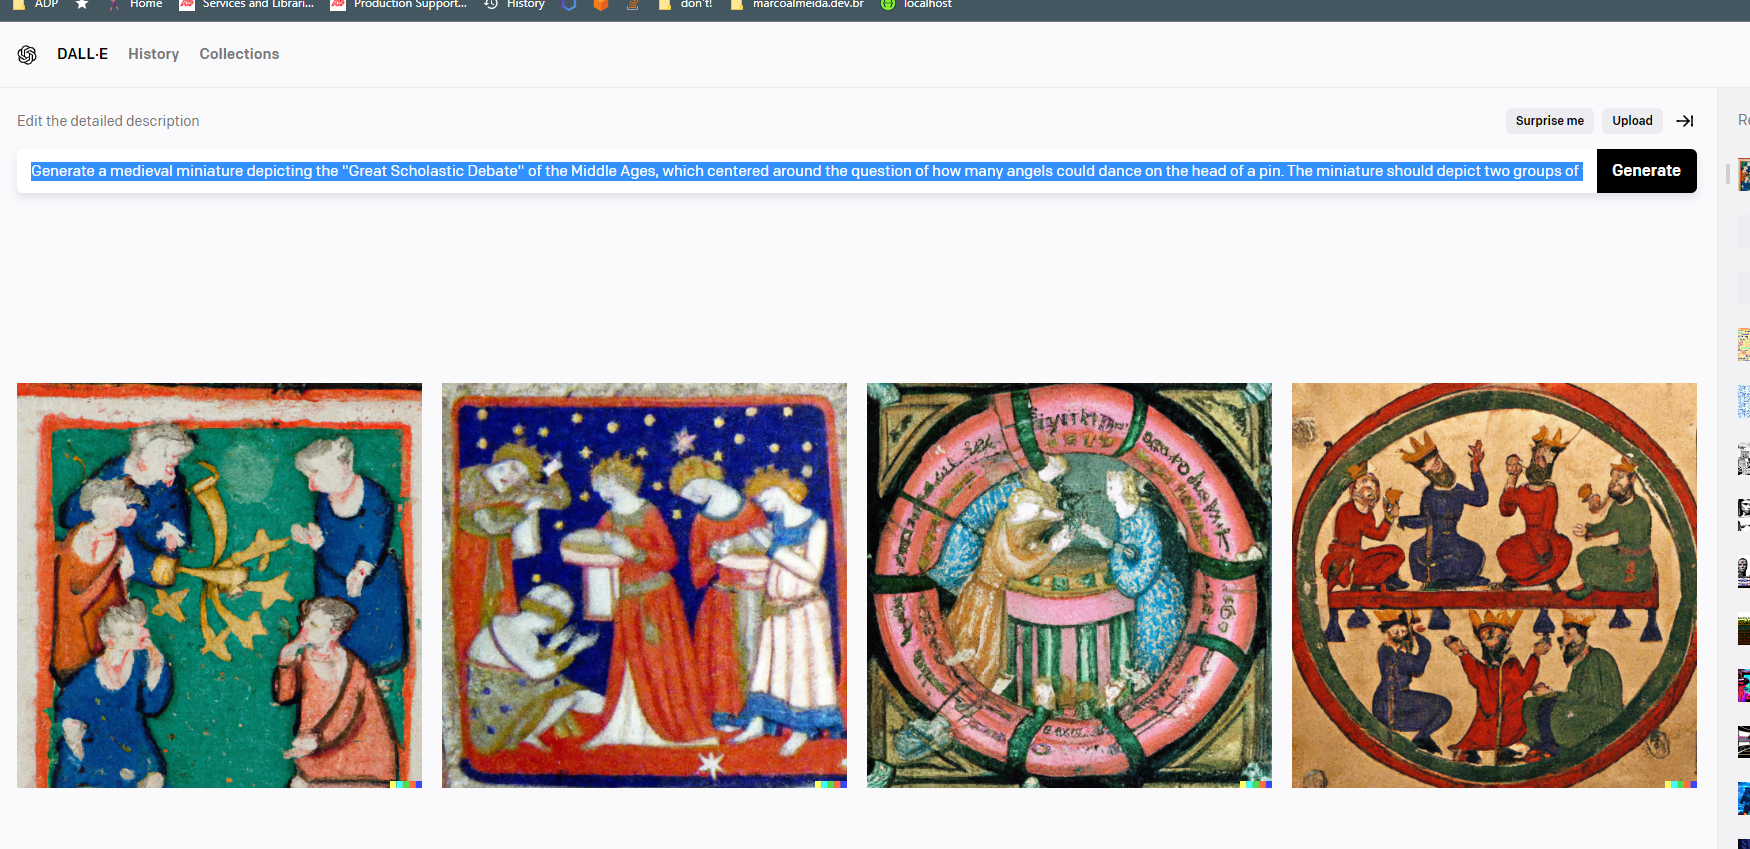 ADP
Home
Services and Librari...
Production Support...
History
don't!
marcoalmeida.dev.br
localhost
DALL·E
History
Collections
Edit the detailed description
Surprise me
Upload
Generate a medieval miniature depicting the "Great Scholastic Debate" of the Middle Ages, which centered around the question of how many angels could dance on the head of a pin. The miniature should depict two groups of
Generate